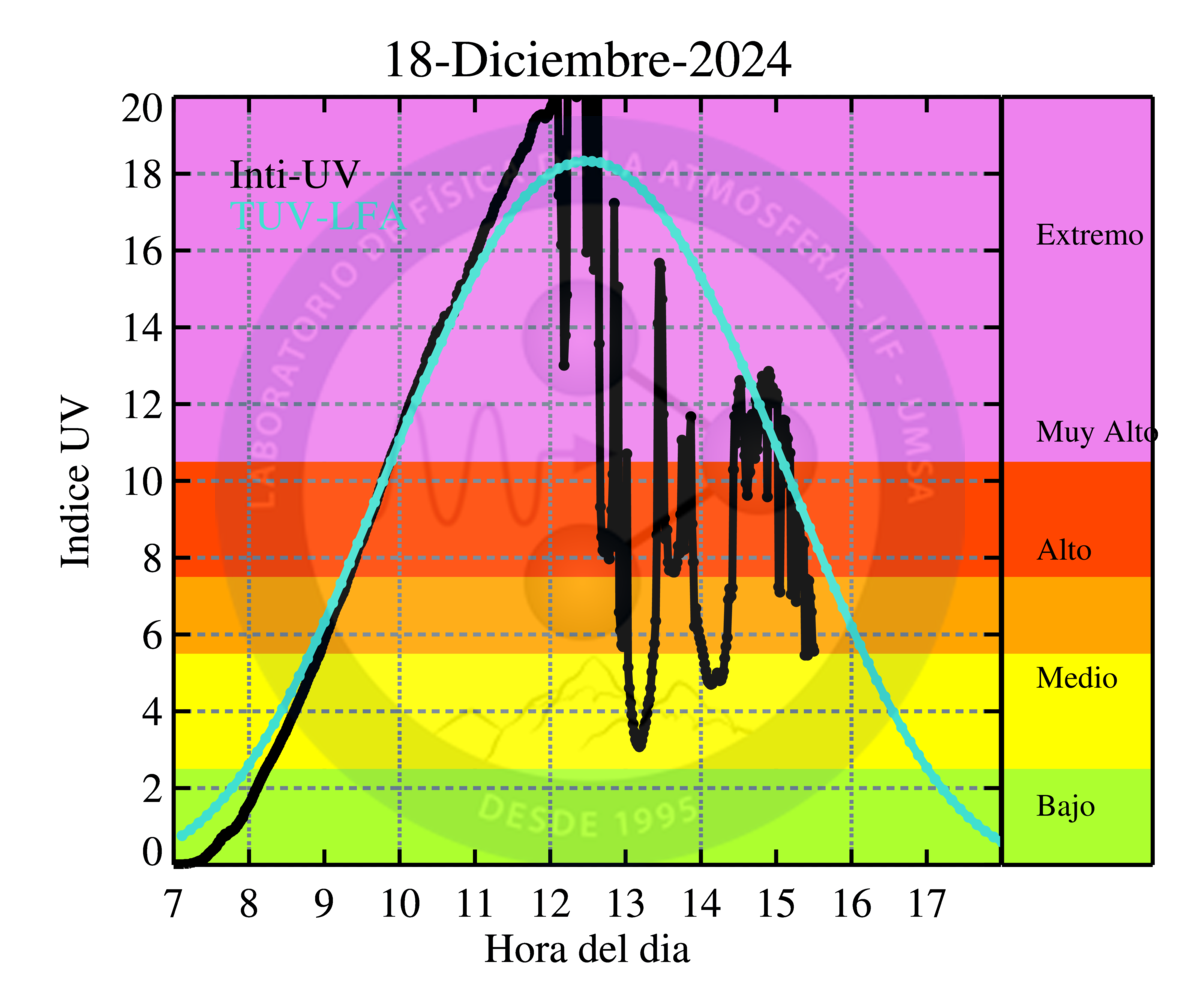 18-Diciembre-2024
Inti-UV
TUV-LFA
Indice UV
20
18
16
14
12
10
8
6
4
2
0
7 8 9 10 11 12 13 14 15 16 17
Hora del dia
Extremo
Muy Alto
Alto
Medio
Bajo
LABORATORIO DE FÍSICA DE LA ATMÓSFERA - IIF - UMSA
DESDE 1995